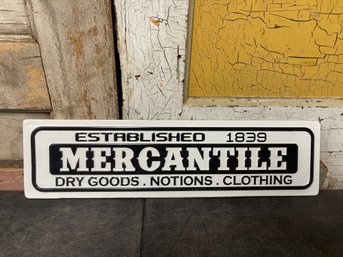 ESTABLISHED 1839
MERCANTILE
DRY GOODS . NOTIONS . CLOTHING